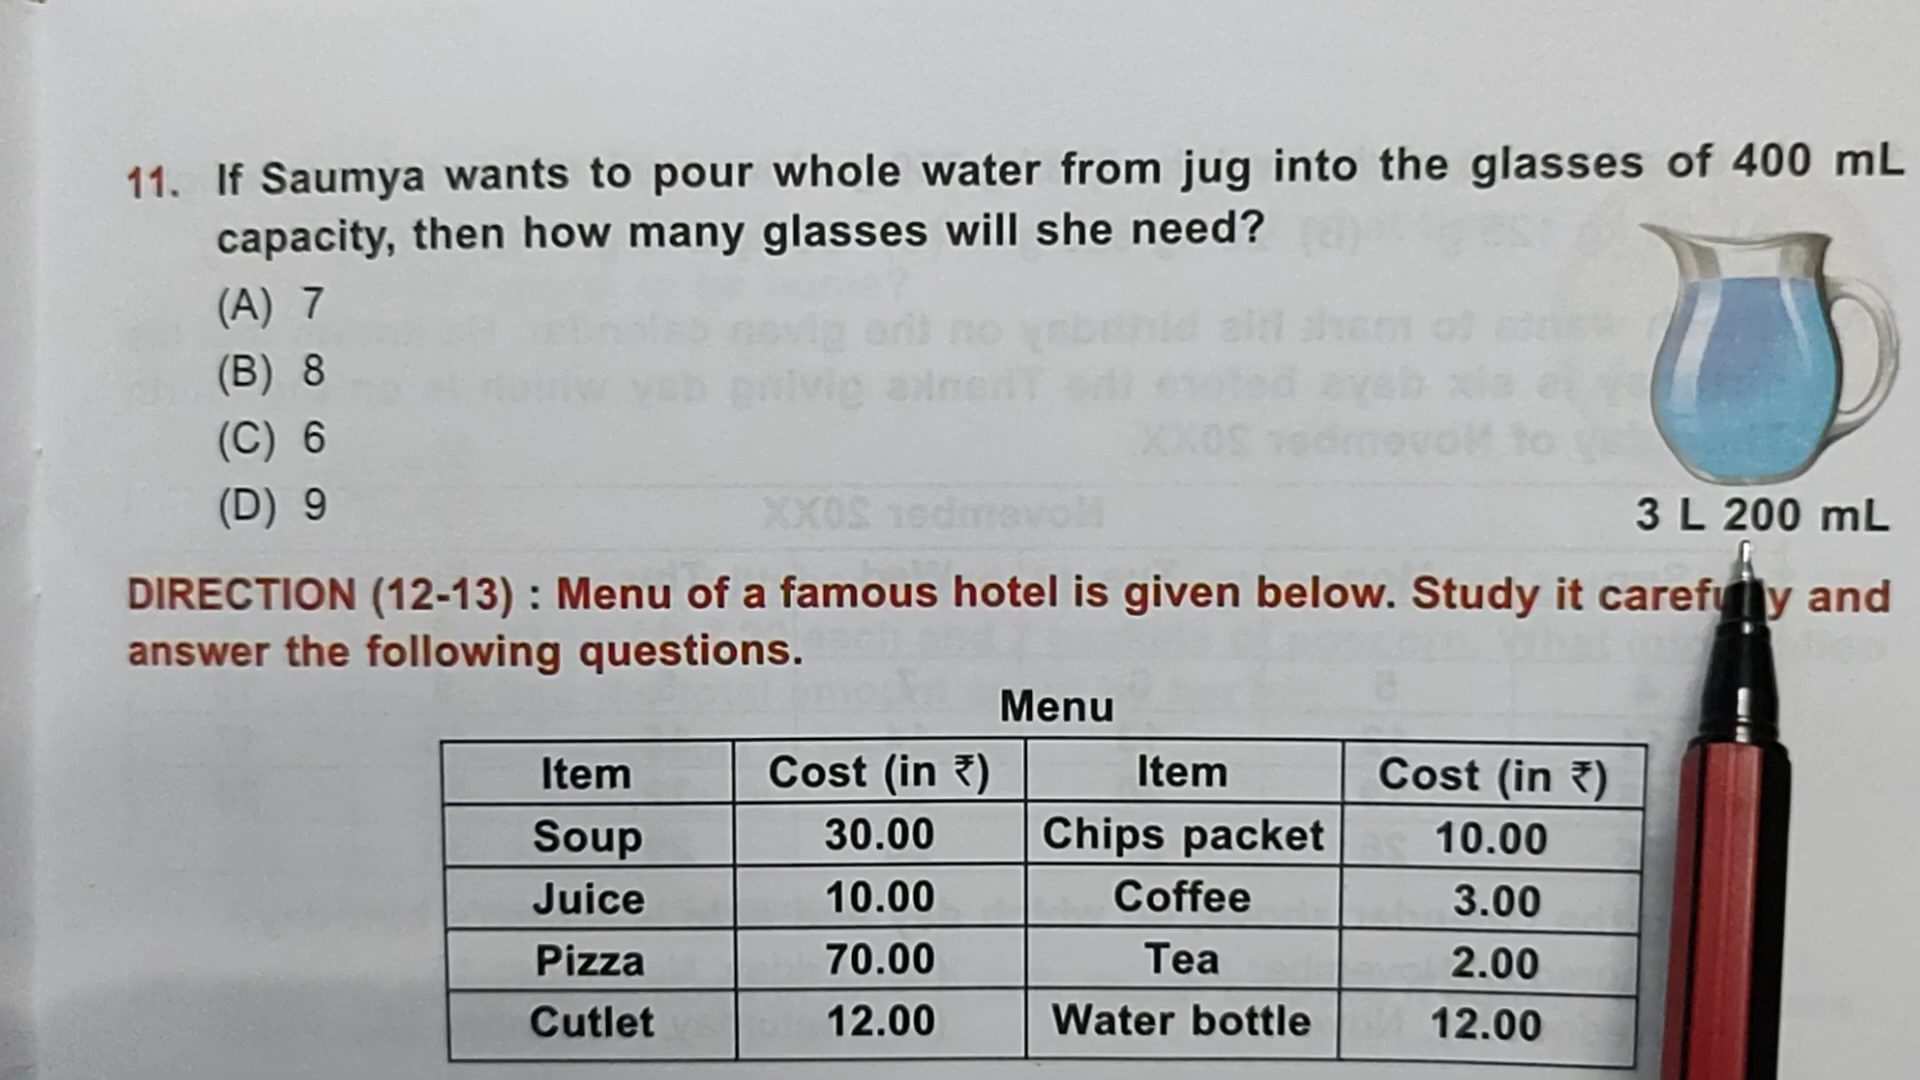 11. If Saumya wants to pour whole water from jug into the glasses of 400 mL
capacity, then how many glasses will she need?
(A) 7
(B) 8
(C) 6
(D) 9
3 L 200 mL
DIRECTION (12-13) : Menu of a famous hotel is given below. Study it and
answer the following questions.
Menu
Item Cost (in ₹) Item Cost (in ₹)
Soup 30.00 Chips packet 10.00
Juice 10.00 Coffee 3.00
Pizza 70.00 Tea 2.00
Cutlet 12.00 Water bottle 12.00